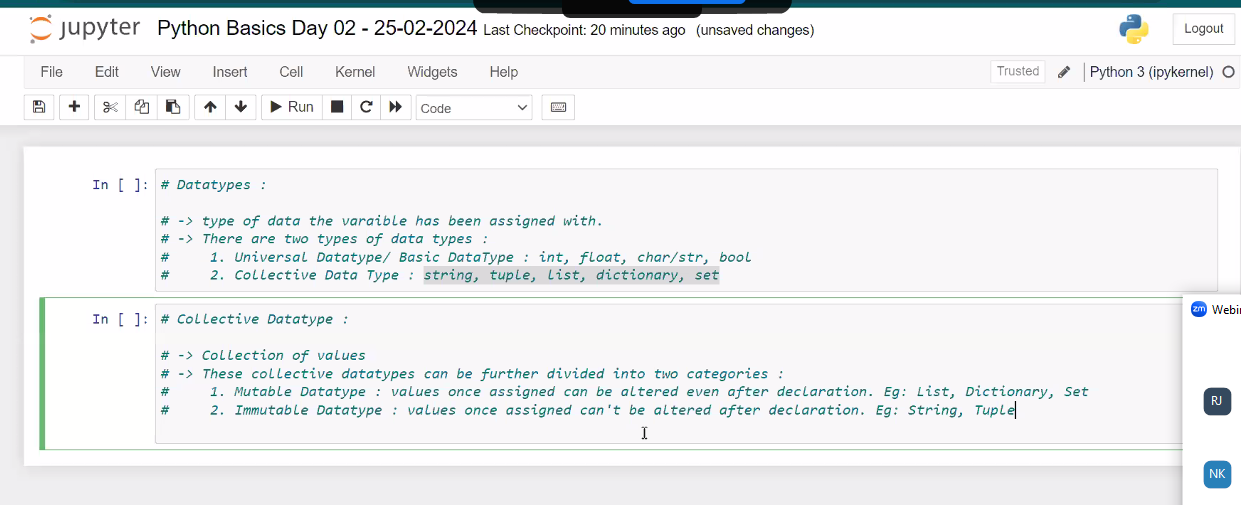 jupyter Python Basics Day 02 - 25-02-2024 Last Checkpoint: 20 minutes ago (unsaved changes) Logout
File Edit View Insert Cell Kernel Widgets Help Trusted Python 3 (ipykernel)
Run Code
In [ ]: # Datatypes :
# -> type of data the varaible has been assigned with.
# -> There are two types of data types :
#     1. Universal Datatype/ Basic DataType : int, float, char/str, bool
#     2. Collective Data Type : string, tuple, list, dictionary, set
In [ ]: # Collective Datatype :
zm Webin
# -> Collection of values
# -> These collective datatypes can be further divided into two categories :
#     1. Mutable Datatype : values once assigned can be altered even after declaration. Eg: List, Dictionary, Set
#     2. Immutable Datatype : values once assigned can't be altered after declaration. Eg: String, Tuple
RJ
NK